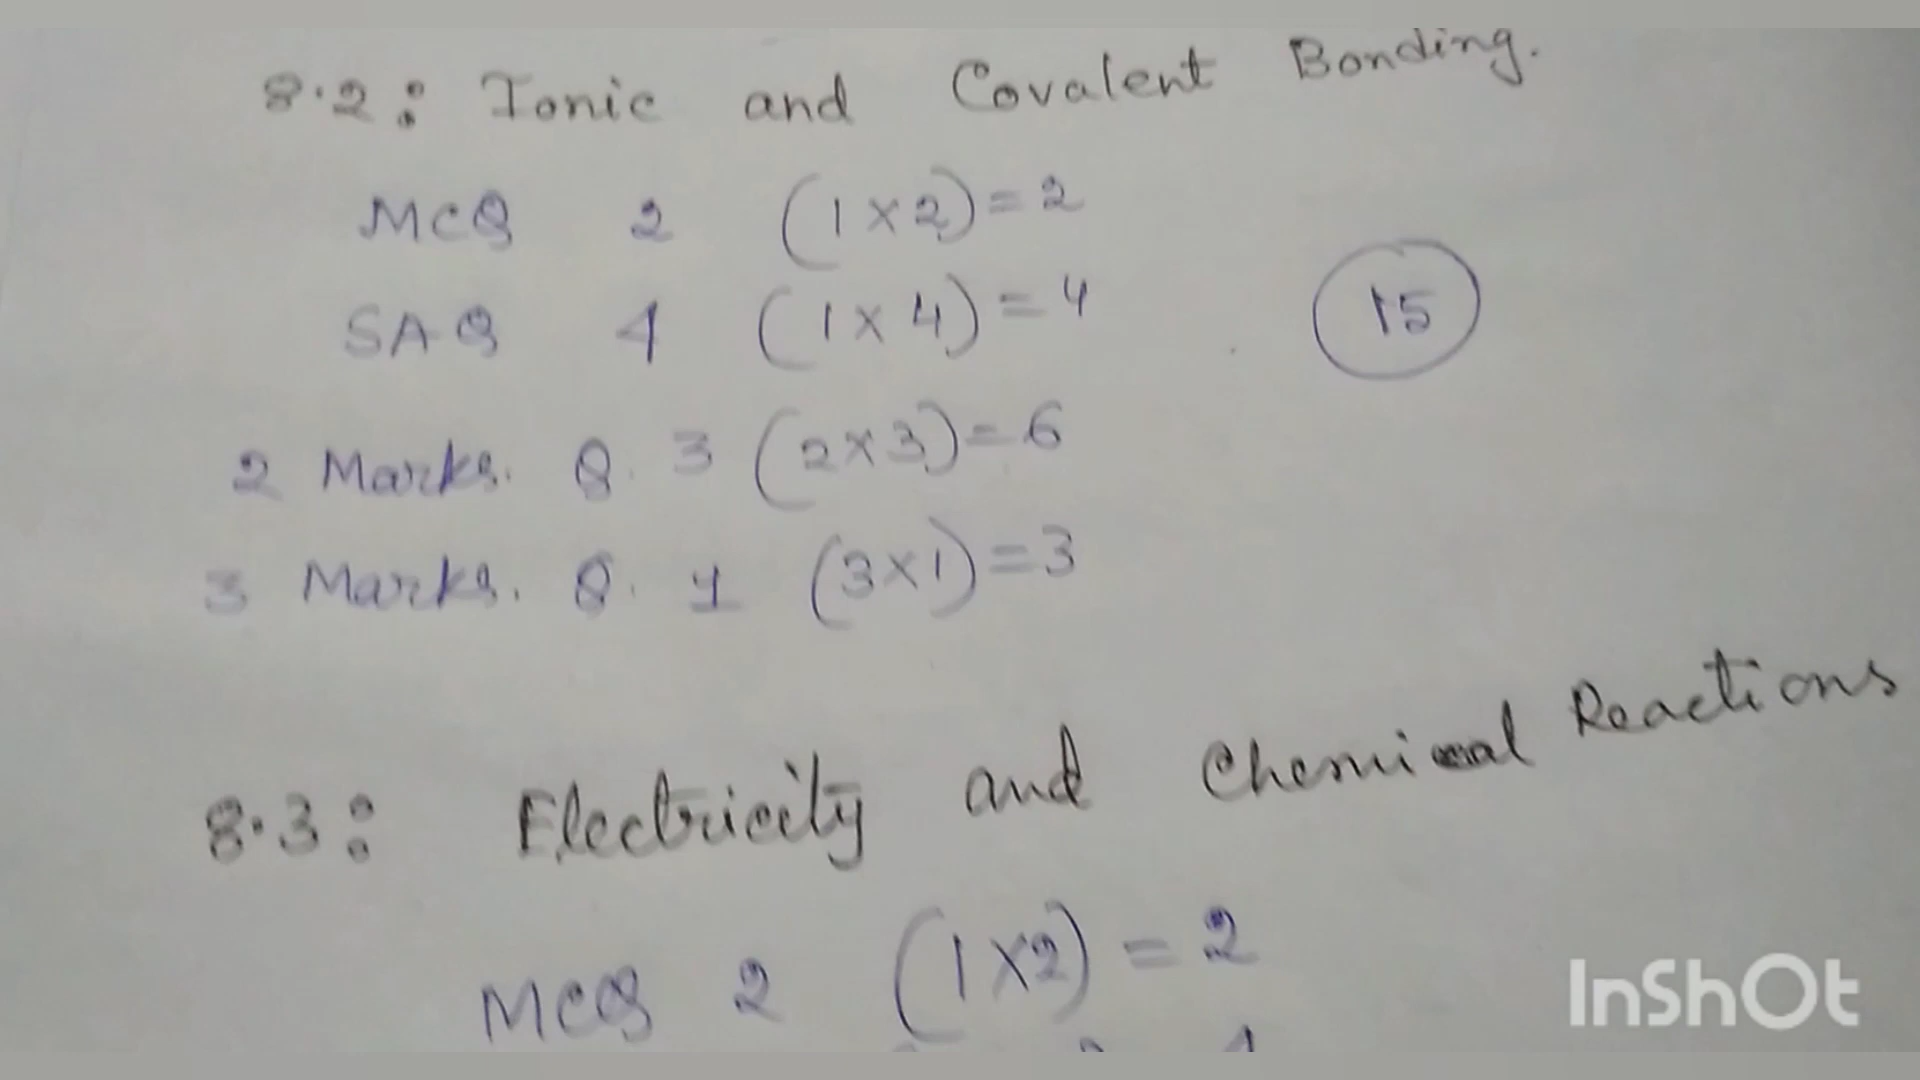 8.2: Ionic and Covalent Bonding.
MCQ 2 (1×2)=2
SAQ 4 (1×4)=4
15
2 Marks. Q. 3 (2×3)=6
3 Marks. Q. 1 (3×1)=3
8.3: Electricity and Chemical Reactions
MCQ 2 (1×2)=2
InShOt